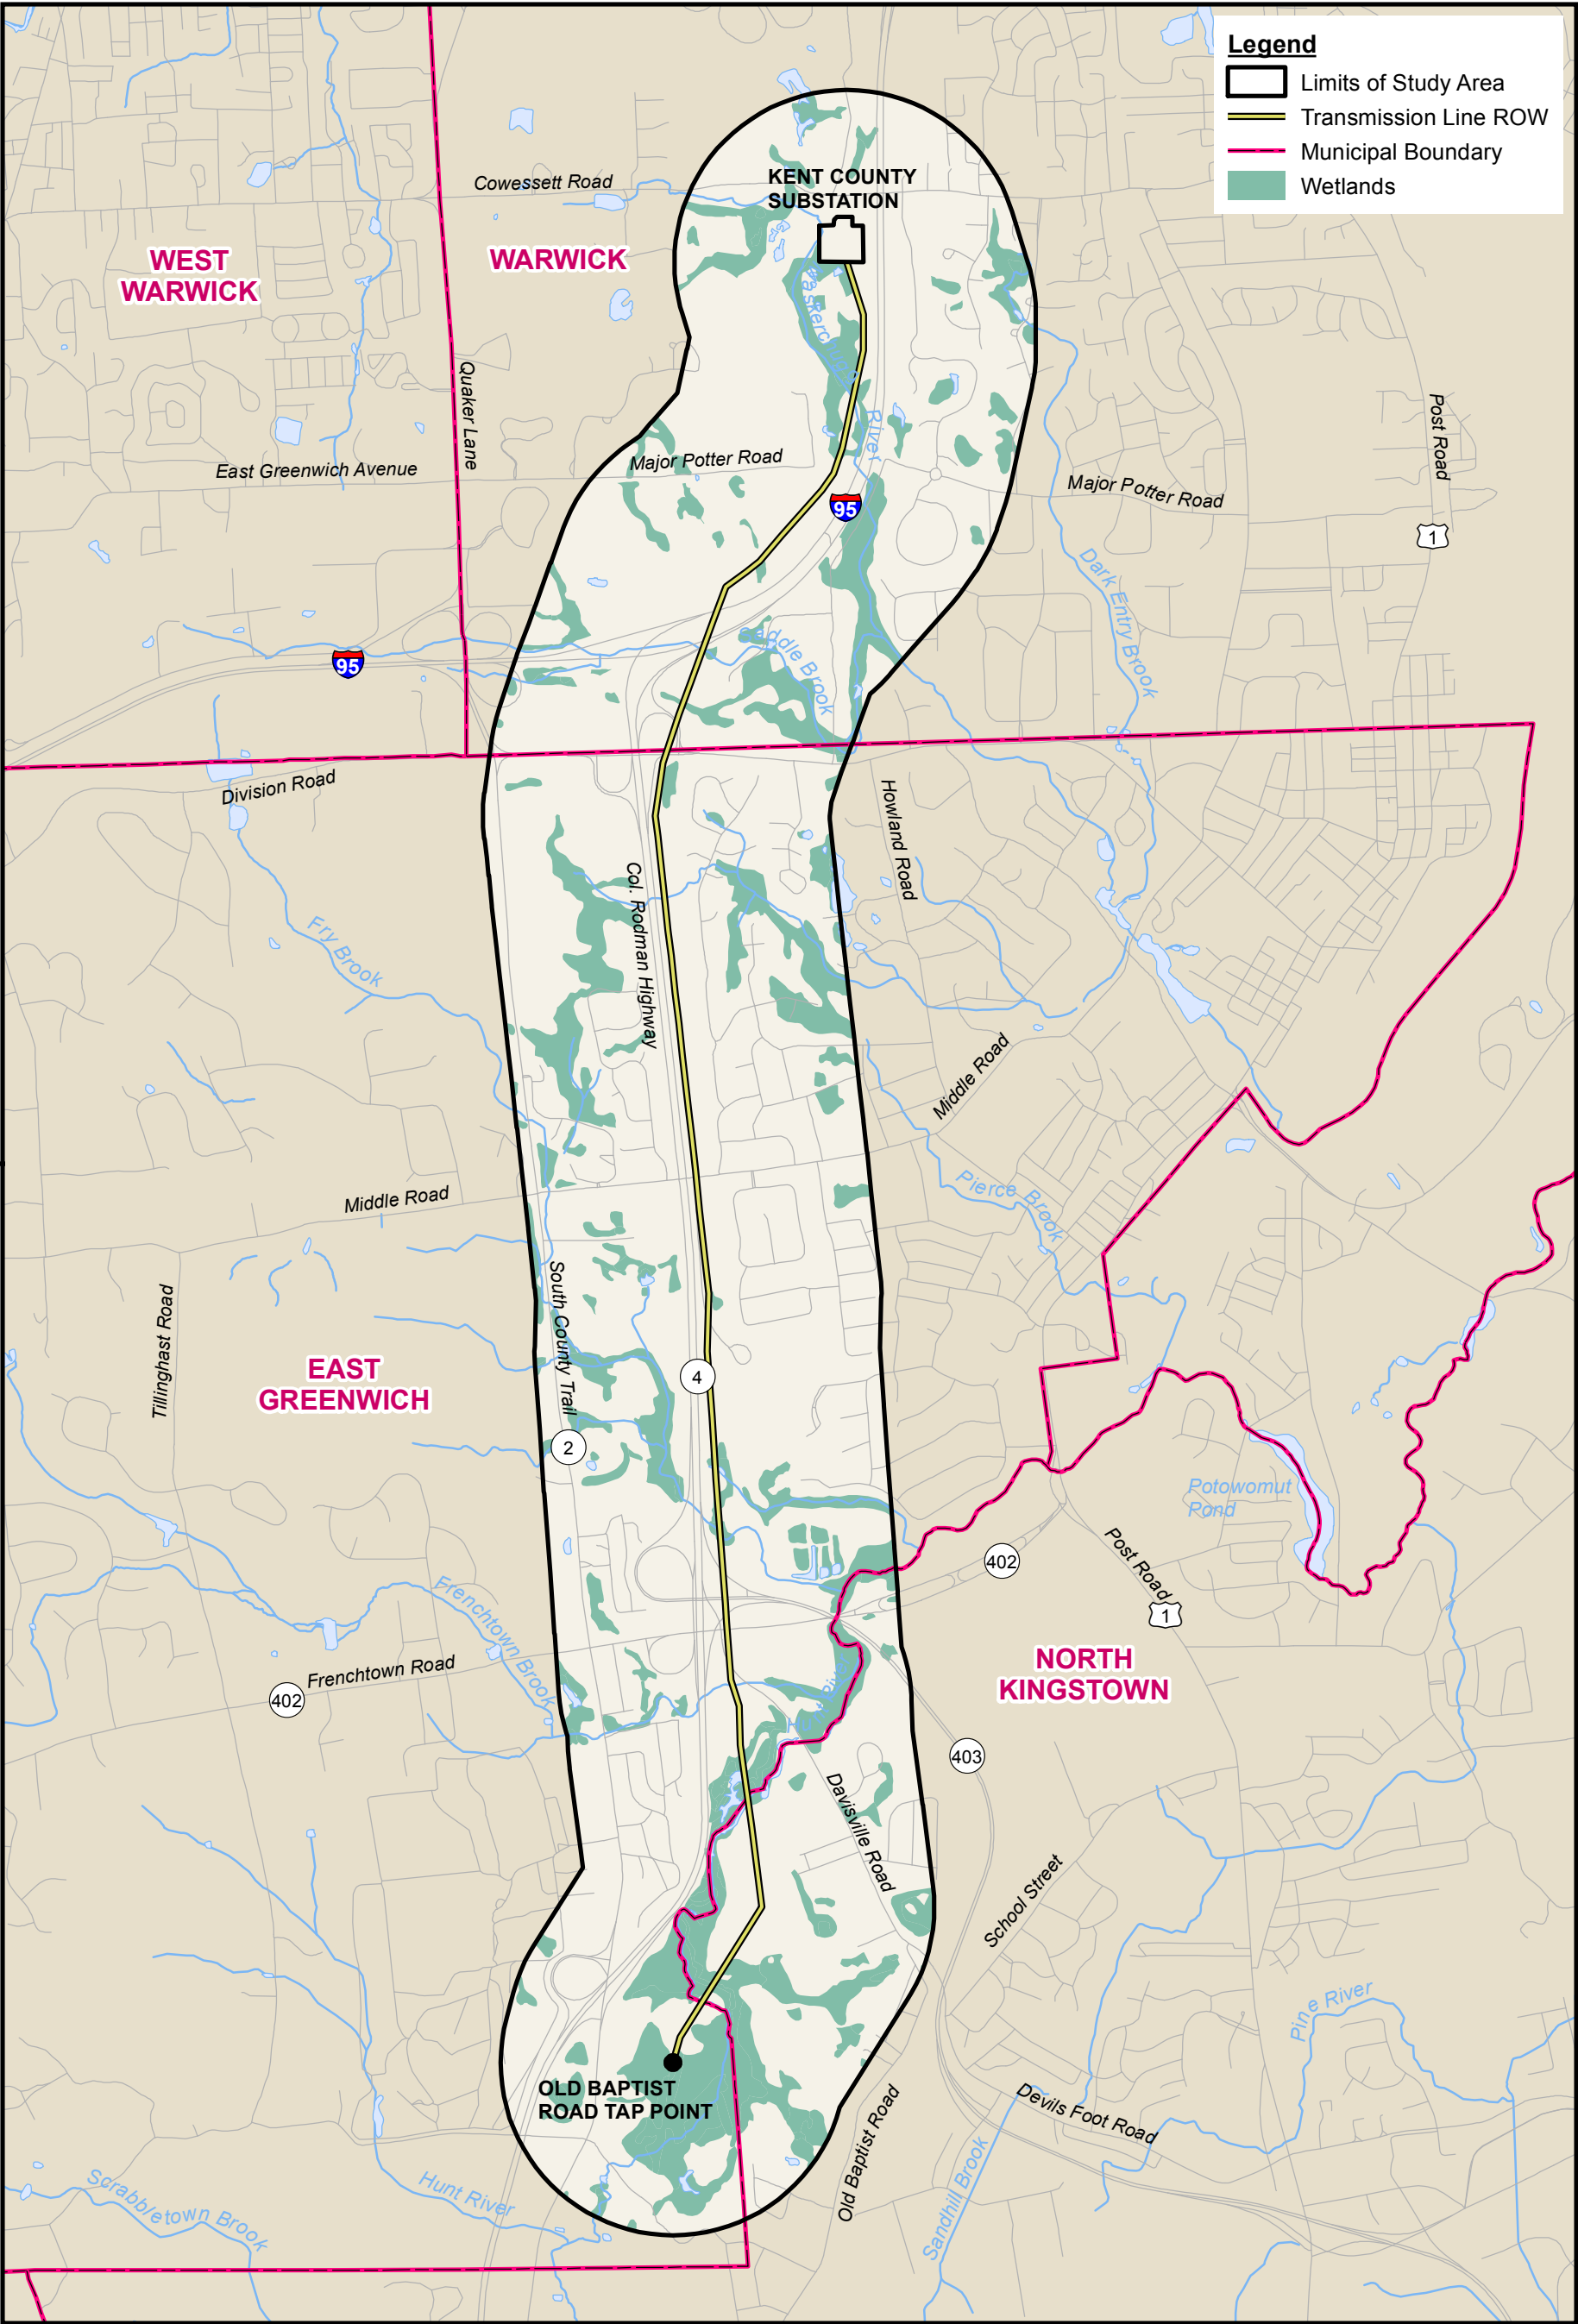 Legend
Limits of Study Area
Transmission Line ROW
Municipal Boundary
Wetlands
Cowessett Road
KENT COUNTY
SUBSTATION
WEST
WARWICK
WARWICK
Maskerchugg
River
Quaker Lane
Post Road
East Greenwich Avenue
Major Potter Road
Major Potter Road
95
1
Dark Entry Brook
Saddle Brook
95
Division Road
Howland Road
Col. Rodman Highway
Fry Brook
Middle Road
Pierce Brook
Middle Road
South County Trail
Tillinghast Road
EAST
GREENWICH
4
2
Potowomut
Pond
402
Post Road
1
Frenchtown Brook
Frenchtown Road
402
NORTH
KINGSTOWN
Hunt River
403
Davisville Road
School Street
Pine River
OLD BAPTIST
ROAD TAP POINT
Devils Foot Road
Old Baptist Road
Sandhill Brook
Hunt River
Scrabbletown Brook